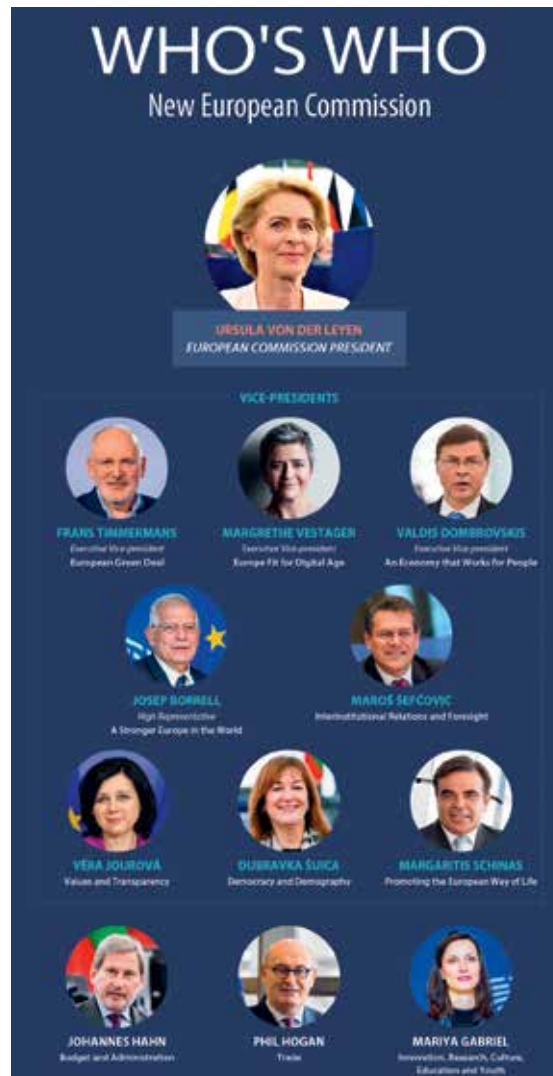 WHO'S WHO
New European Commission
URSULA VON DER LEYEN
EUROPEAN COMMISSION PRESIDENT
VICE-PRESIDENTS
FRANS TIMMERMANS
Executive Vice-president
European Green Deal
MARGRETHE VESTAGER
Executive Vice-president
Europe Fit for Digital Age
VALDIS DOMBROVSKIS
Executive Vice-president
An Economy that Works for People
JOSEP BORRELL
High Representative
A Stronger Europe in the World
MAROŠ ŠEFČOVIČ
Interinstitutional Relations and Foresight
VĚRA JOUROVÁ
Values and Transparency
DUBRAVKA ŠUICA
Democracy and Demography
MARGARITIS SCHINAS
Promoting the European Way of Life
JOHANNES HAHN
Budget and Administration
PHIL HOGAN
Trade
MARIYA GABRIEL
Innovation, Research, Culture,
Education and Youth